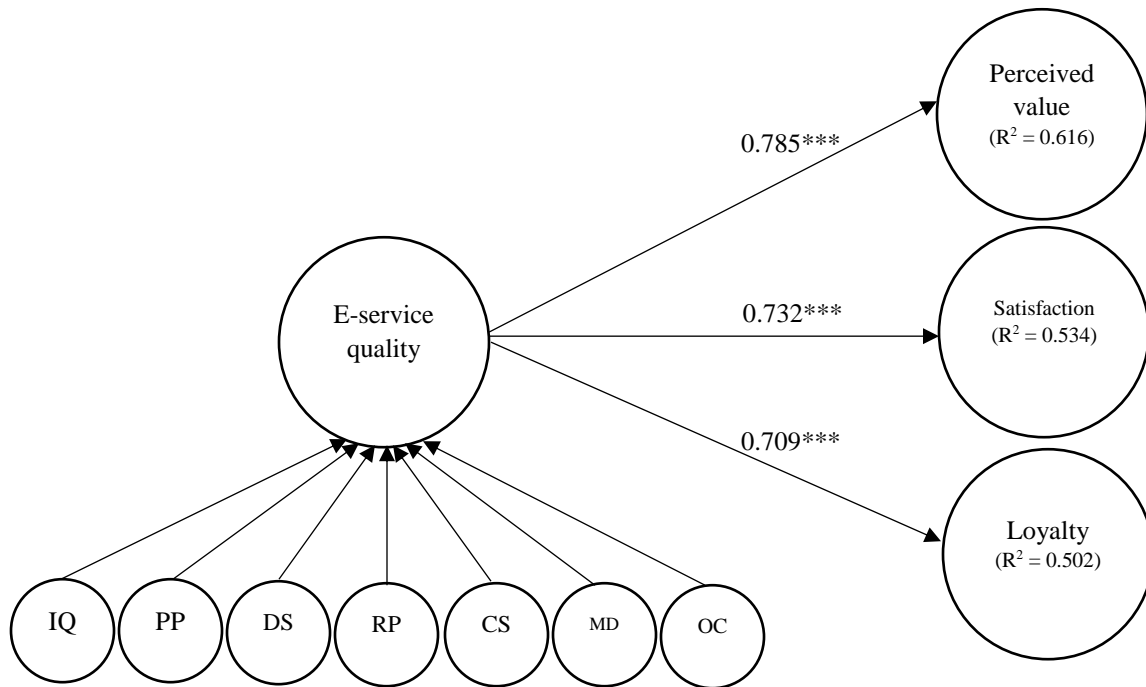 Perceived
value
(R² = 0.616)
0.785***
E-service
quality
0.732***
Satisfaction
(R² = 0.534)
0.709***
Loyalty
(R² = 0.502)
IQ
PP
DS
RP
CS
MD
OC